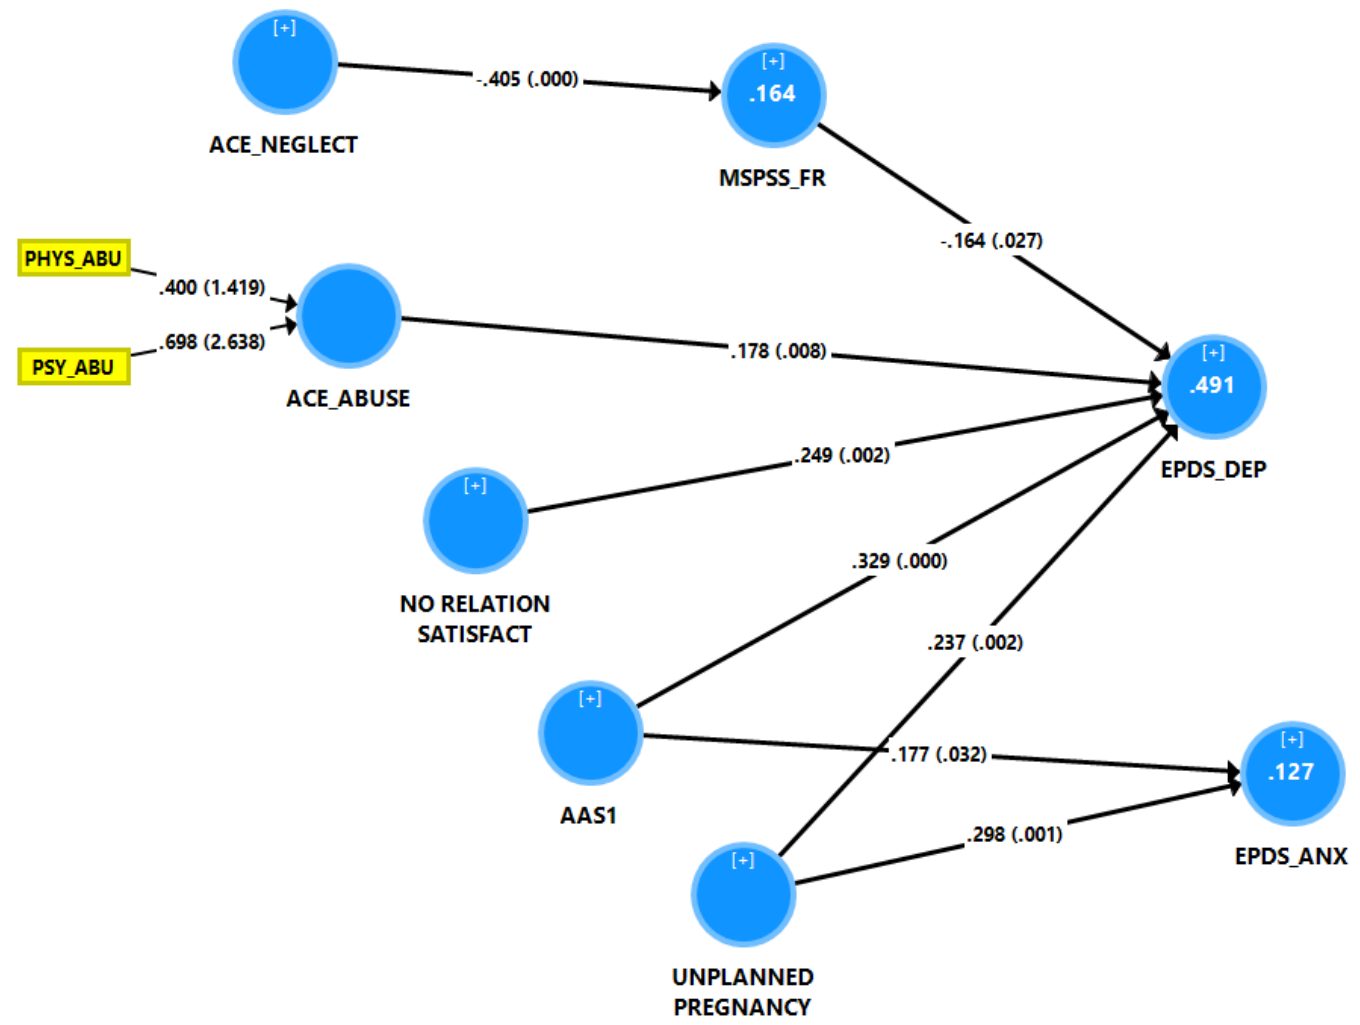 [+]
ACE_NEGLECT
-.405 (.000)
[+]
.164
MSPSS_FR
-.164 (.027)
PHYS_ABU
.400 (1.419)
.698 (2.638)
PSY_ABU
ACE_ABUSE
.178 (.008)
[+]
.491
EPDS_DEP
.249 (.002)
[+]
NO RELATION
SATISFACT
.329 (.000)
.237 (.002)
[+]
AAS1
.177 (.032)
[+]
.127
EPDS_ANX
.298 (.001)
[+]
UNPLANNED
PREGNANCY